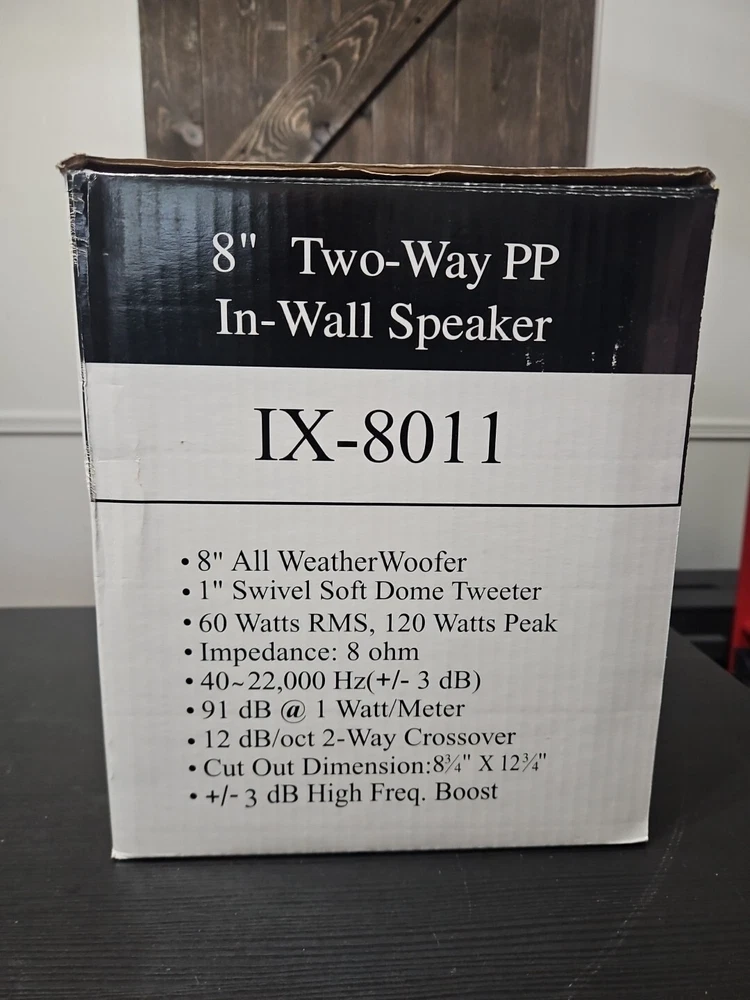 8" Two-Way PP
In-Wall Speaker
IX-8011
• 8" All WeatherWoofer
• 1" Swivel Soft Dome Tweeter
• 60 Watts RMS, 120 Watts Peak
• Impedance: 8 ohm
• 40~22,000 Hz(+/- 3 dB)
• 91 dB @ 1 Watt/Meter
• 12 dB/oct 2-Way Crossover
• Cut Out Dimension:8¾" X 12¾"
• +/- 3 dB High Freq. Boost